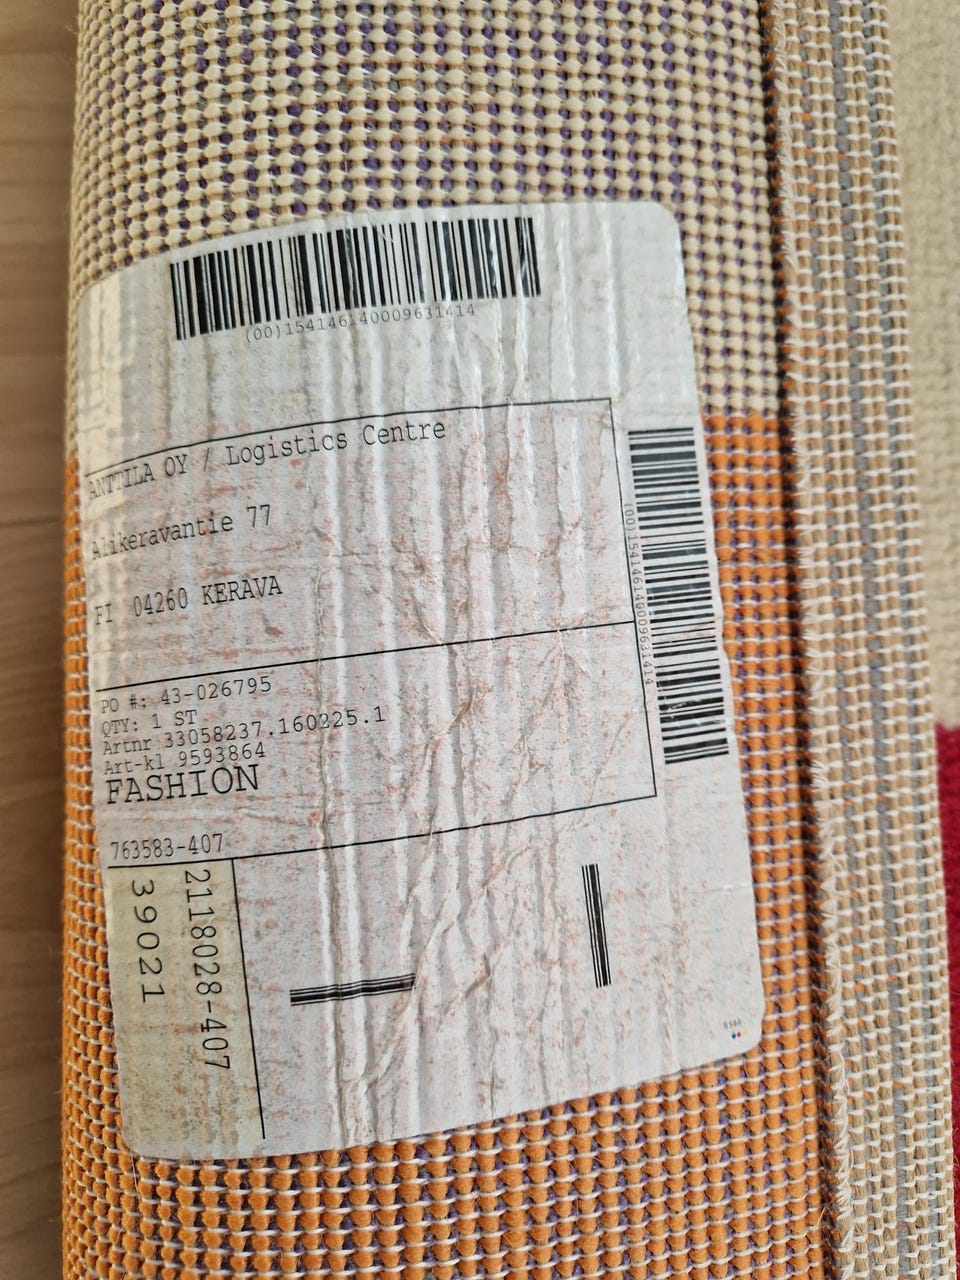 (00)154146140009631414
ANTTILA OY / Logistics Centre
Alikeravantie 77
FI 04260 KERAVA
(00)154146140009631414
PO #: 43-026795
QTY: 1 ST
Artnr 33058237.160225.1
Art-kl 9593864
FASHION
763583-407
2118028-407
39021